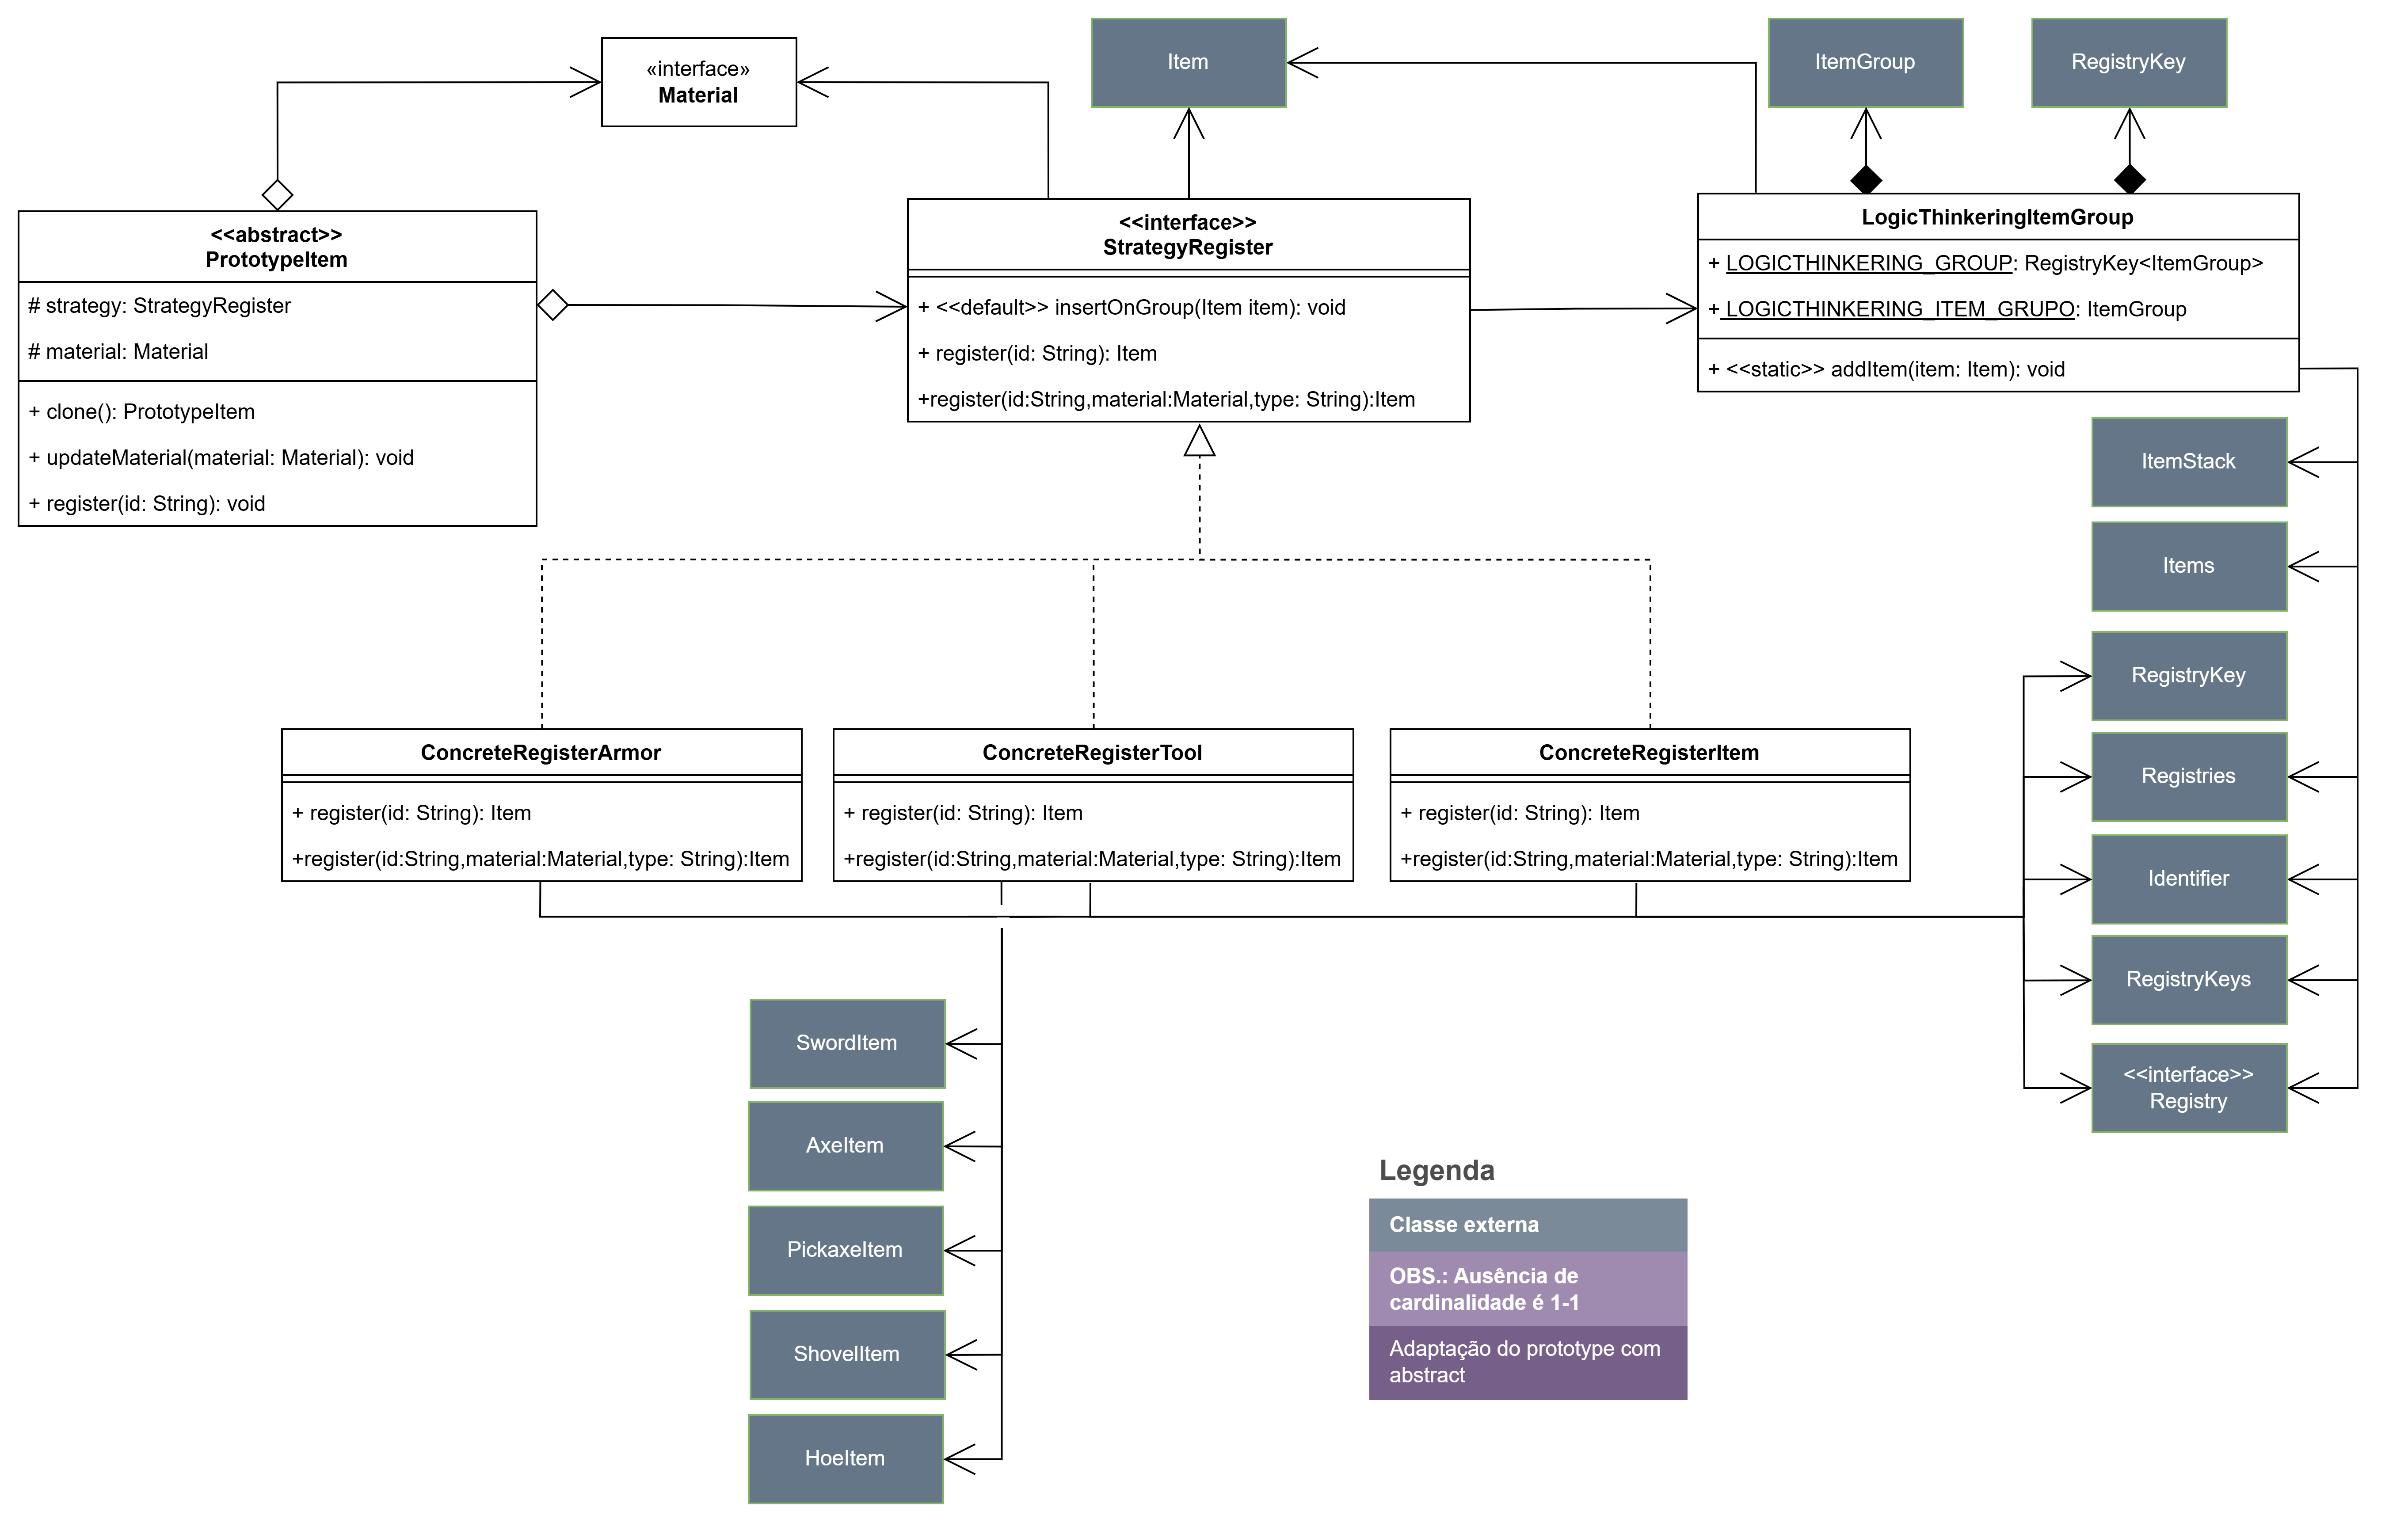 Item
ItemGroup
RegistryKey
«interface»
Material
<<abstract>>
PrototypeItem
# strategy: StrategyRegister
# material: Material
+ clone(): PrototypeItem
+ updateMaterial(material: Material): void
+ register(id: String): void
<<interface>>
StrategyRegister
+ <<default>> insertOnGroup(Item item): void
+ register(id: String): Item
+register(id:String,material:Material,type: String):Item
LogicThinkeringItemGroup
+ LOGICTHINKERING_GROUP: RegistryKey<ItemGroup>
+ LOGICTHINKERING_ITEM_GRUPO: ItemGroup
+ <<static>> addItem(item: Item): void
ItemStack
Items
RegistryKey
Registries
Identifier
RegistryKeys
<<interface>>
Registry
ConcreteRegisterArmor
+ register(id: String): Item
+register(id:String,material:Material,type: String):Item
ConcreteRegisterTool
+ register(id: String): Item
+register(id:String,material:Material,type: String):Item
ConcreteRegisterItem
+ register(id: String): Item
+register(id:String,material:Material,type: String):Item
SwordItem
AxeItem
PickaxeItem
ShovelItem
HoeItem
Legenda
Classe externa
OBS.: Ausência de
cardinalidade é 1-1
Adaptação do prototype com
abstract